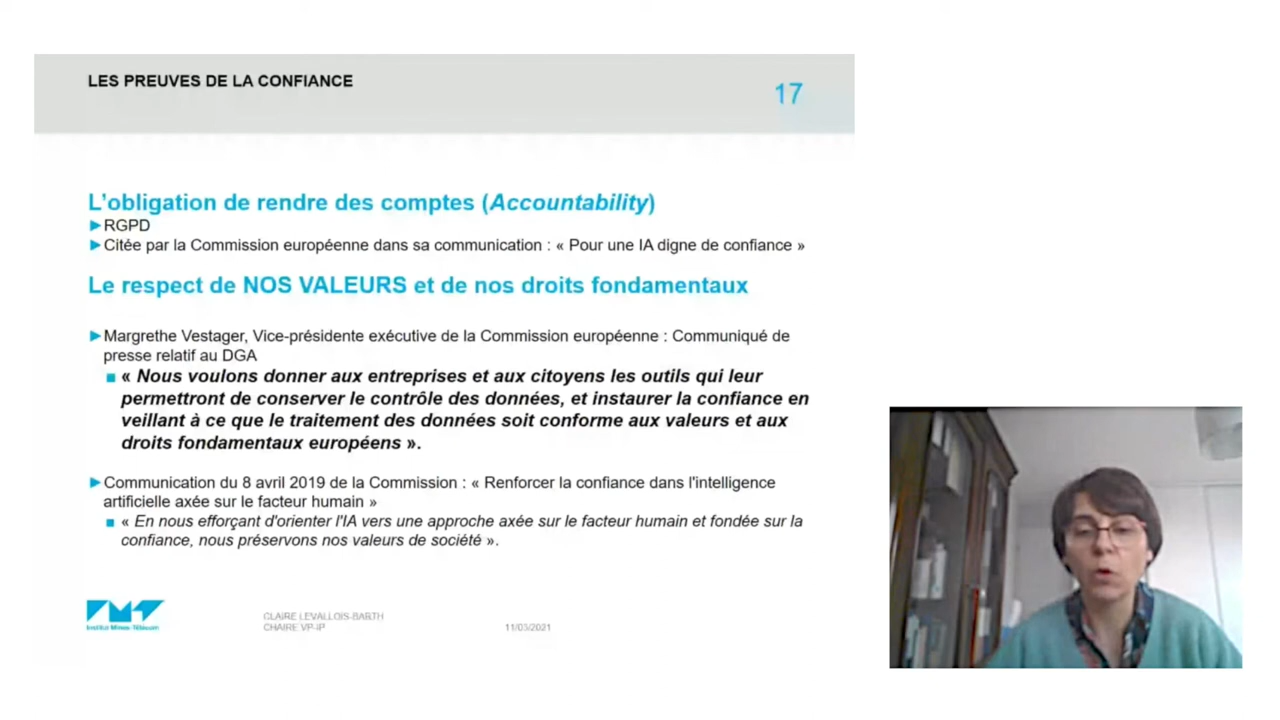 LES PREUVES DE LA CONFIANCE
17
L'obligation de rendre des comptes (Accountability)
►RGPD
►Citée par la Commission européenne dans sa communication : « Pour une IA digne de confiance »
Le respect de NOS VALEURS et de nos droits fondamentaux
►Margrethe Vestager, Vice-présidente exécutive de la Commission européenne : Communiqué de
presse relatif au DGA
■ « Nous voulons donner aux entreprises et aux citoyens les outils qui leur
permettront de conserver le contrôle des données, et instaurer la confiance en
veillant à ce que le traitement des données soit conforme aux valeurs et aux
droits fondamentaux européens ».
►Communication du 8 avril 2019 de la Commission : « Renforcer la confiance dans l'intelligence
artificielle axée sur le facteur humain »
■ « En nous efforçant d'orienter l'IA vers une approche axée sur le facteur humain et fondée sur la
confiance, nous préservons nos valeurs de société ».
Institut Mines-Télécom
CLAIRE LEVALLOIS-BARTH
CHAIRE VP-IP
11/03/2021